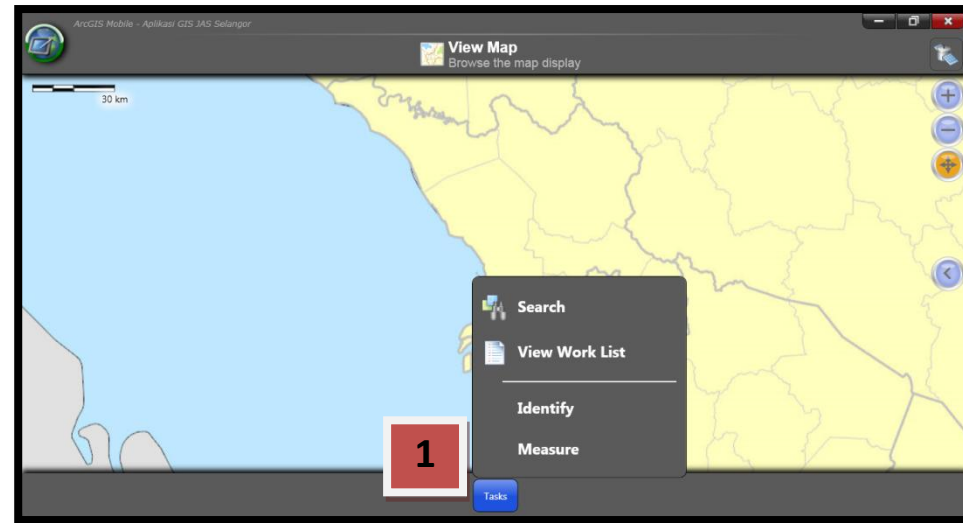 ArcGIS Mobile - Aplikasi GIS JAS Selangor
View Map
Browse the map display
30 km
Search
View Work List
Identify
Measure
1
Tasks